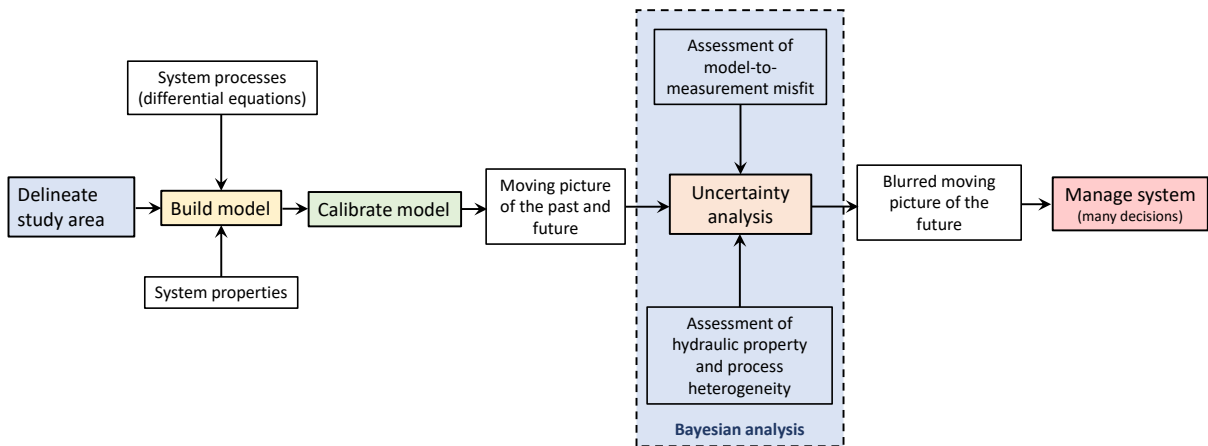 System processes
(differential equations)
Delineate
study area
Build model
System properties
Calibrate model
Moving picture
of the past and
future
Assessment of
model-to-
measurement misfit
Uncertainty
analysis
Assessment of
hydraulic property
and process
heterogeneity
Bayesian analysis
Blurred moving
picture of the
future
Manage system
(many decisions)